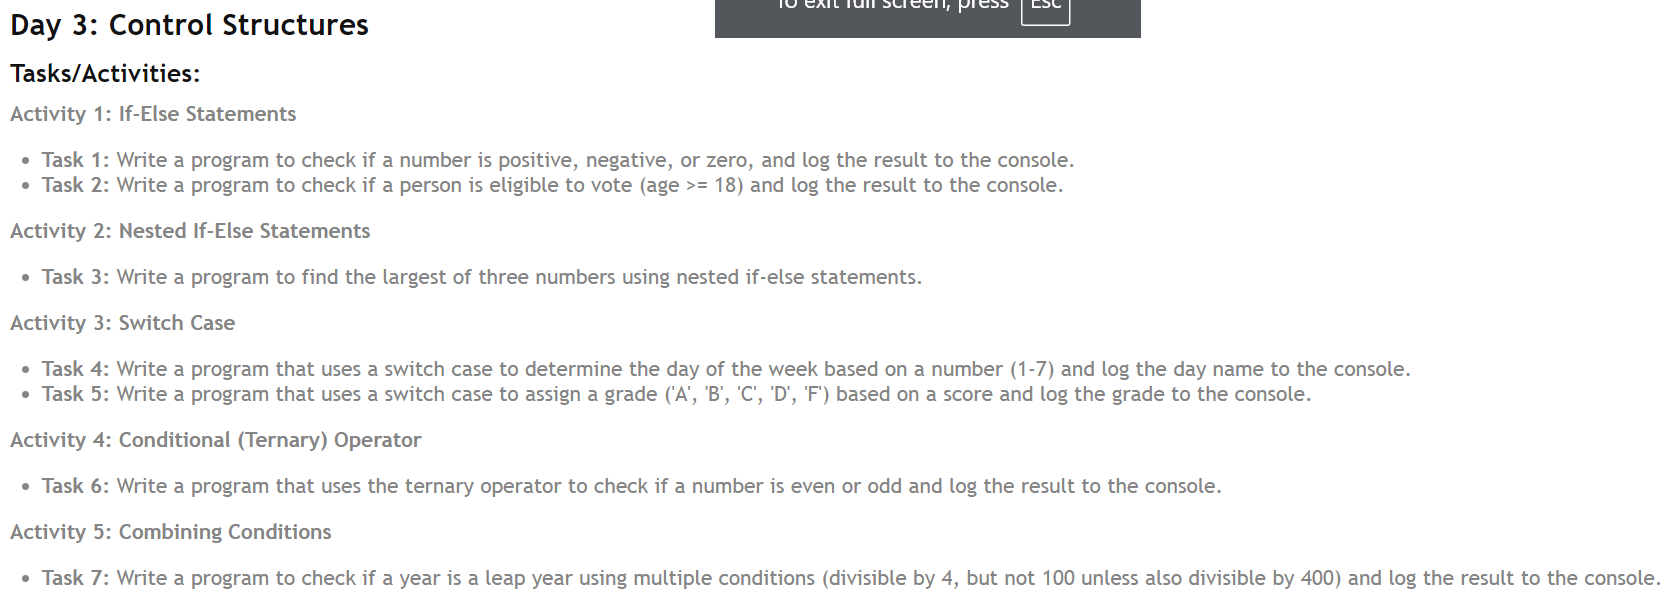 To exit full screen, press Esc
Day 3: Control Structures
Tasks/Activities:
Activity 1: If-Else Statements
• Task 1: Write a program to check if a number is positive, negative, or zero, and log the result to the console.
• Task 2: Write a program to check if a person is eligible to vote (age >= 18) and log the result to the console.
Activity 2: Nested If-Else Statements
• Task 3: Write a program to find the largest of three numbers using nested if-else statements.
Activity 3: Switch Case
• Task 4: Write a program that uses a switch case to determine the day of the week based on a number (1-7) and log the day name to the console.
• Task 5: Write a program that uses a switch case to assign a grade ('A', 'B', 'C', 'D', 'F') based on a score and log the grade to the console.
Activity 4: Conditional (Ternary) Operator
• Task 6: Write a program that uses the ternary operator to check if a number is even or odd and log the result to the console.
Activity 5: Combining Conditions
• Task 7: Write a program to check if a year is a leap year using multiple conditions (divisible by 4, but not 100 unless also divisible by 400) and log the result to the console.